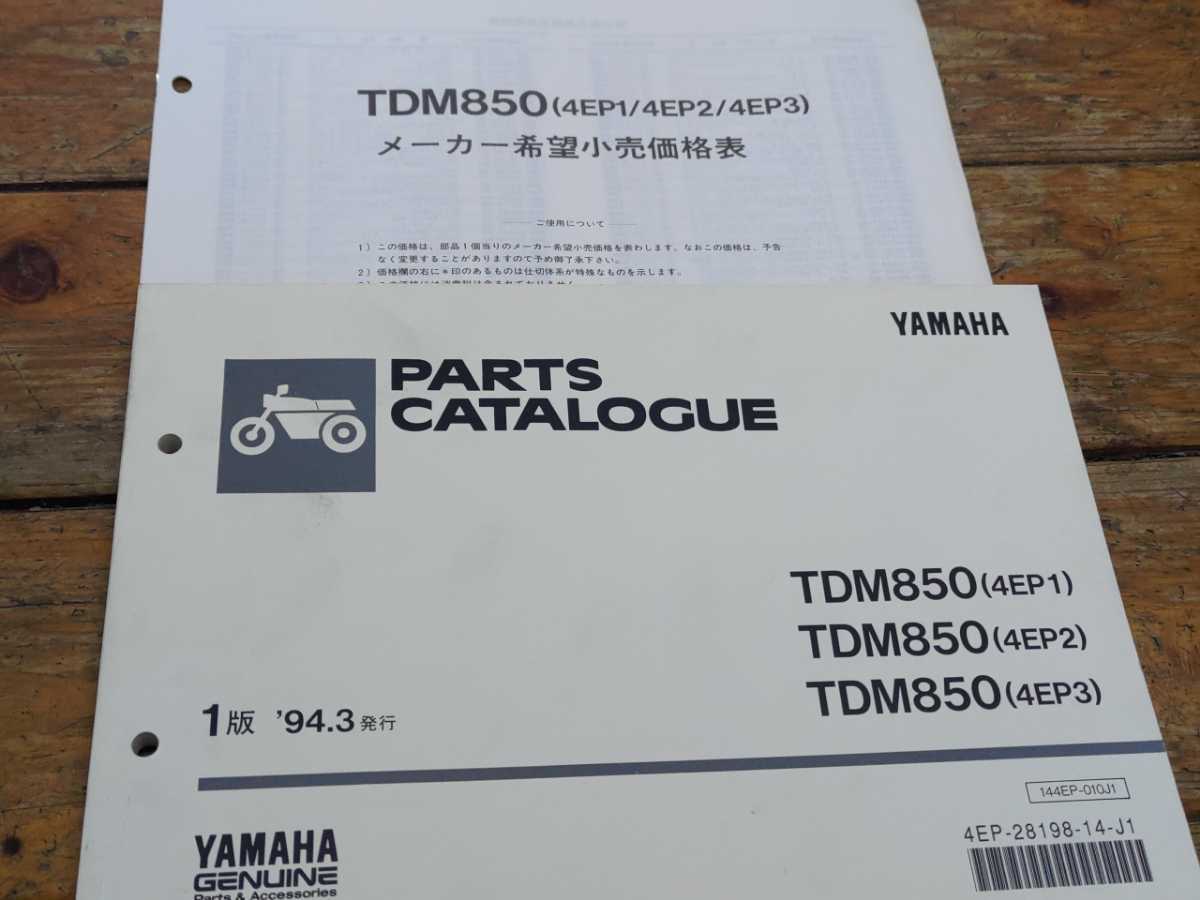 TDM850(4EP1/4EP2/4EP3)
メーカー希望小売価格表
ご使用について
1) この価格は、部品1個当りのメーカー希望小売価格を表わします。なおこの価格は、予告
なく変更することがありますので予め御了承下さい。
2) 価格欄の右に*印のあるものは仕切体系が特殊なものを示します。
YAMAHA
PARTS
CATALOGUE
TDM850(4EP1)
TDM850(4EP2)
TDM850(4EP3)
1版 '94.3発行
144EP-010J1
4EP-28198-14-J1
YAMAHA
GENUINE
Parts & Accessories